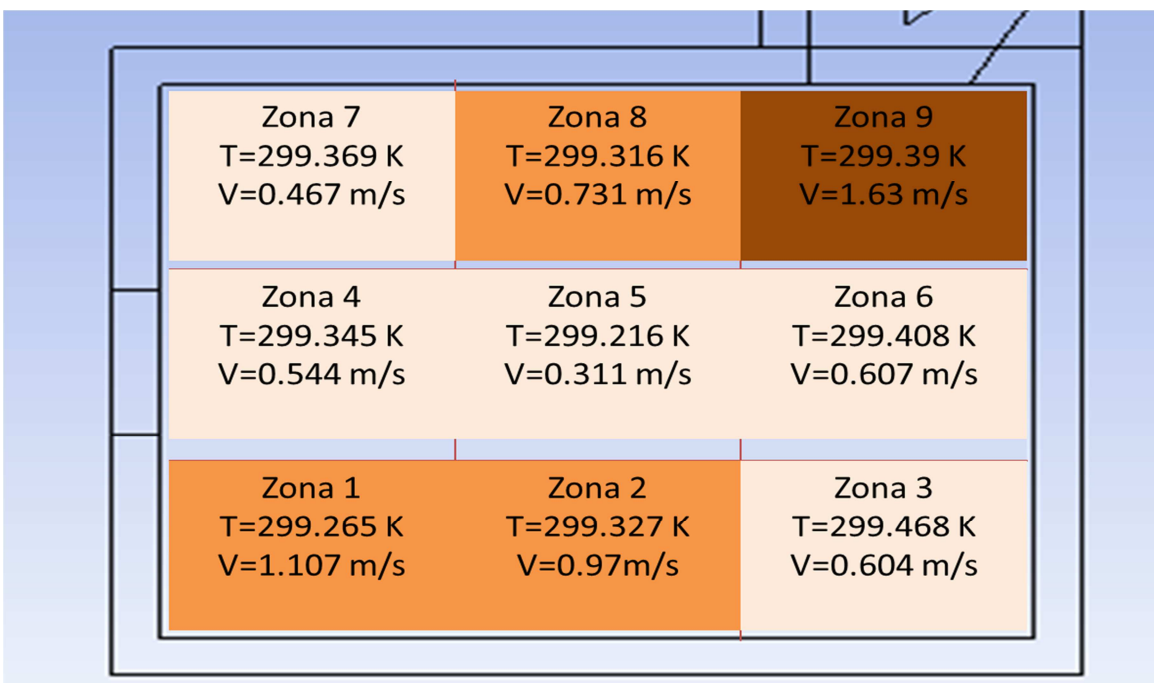 Zona 7
T=299.369 K
V=0.467 m/s
Zona 8
T=299.316 K
V=0.731 m/s
Zona 9
T=299.39 K
V=1.63 m/s
Zona 4
T=299.345 K
V=0.544 m/s
Zona 5
T=299.216 K
V=0.311 m/s
Zona 6
T=299.408 K
V=0.607 m/s
Zona 1
T=299.265 K
V=1.107 m/s
Zona 2
T=299.327 K
V=0.97m/s
Zona 3
T=299.468 K
V=0.604 m/s